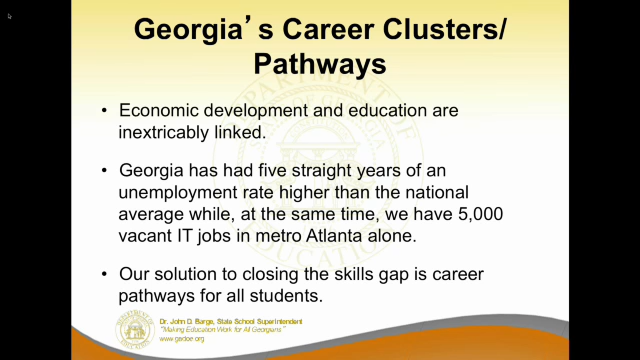 Georgia's Career Clusters/
Pathways
• Economic development and education are
inextricably linked.
• Georgia has had five straight years of an
unemployment rate higher than the national
average while, at the same time, we have 5,000
vacant IT jobs in metro Atlanta alone.
• Our solution to closing the skills gap is career
pathways for all students.
Dr. John D. Barge, State School Superintendent
"Making Education Work for All Georgians"
www.gadoe.org